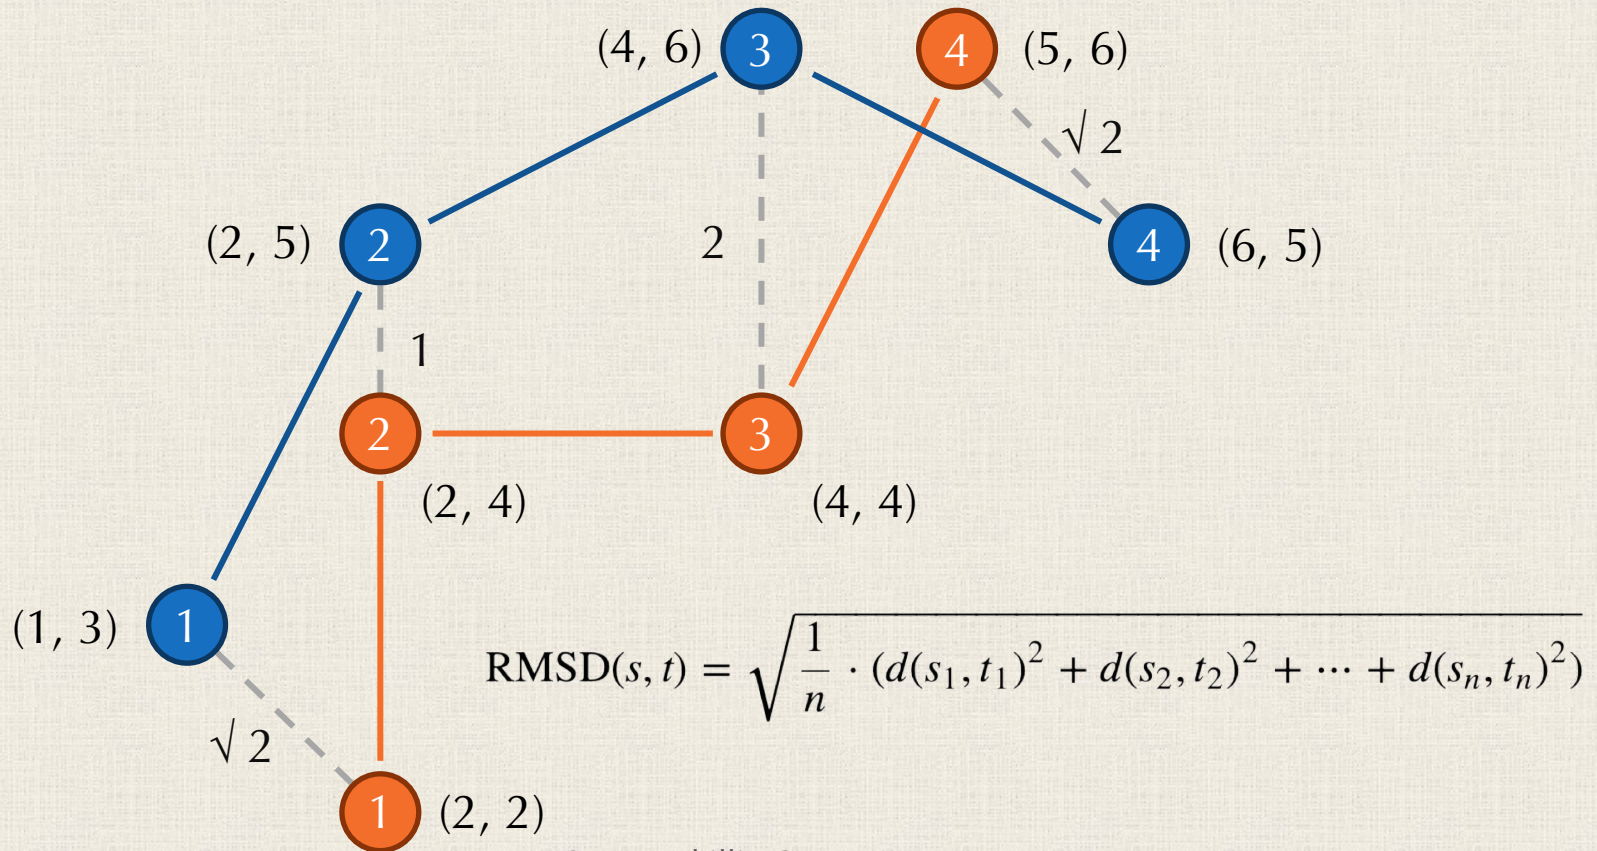 (4, 6) 3 4 (5, 6)
√ 2
(2, 5) 2 2 4 (6, 5)
1
2 3
(2, 4) (4, 4)
(1, 3) 1
RMSD(s, t) = √(1/n · (d(s₁, t₁)² + d(s₂, t₂)² + ⋯ + d(sₙ, tₙ)²))
√ 2
1 (2, 2)